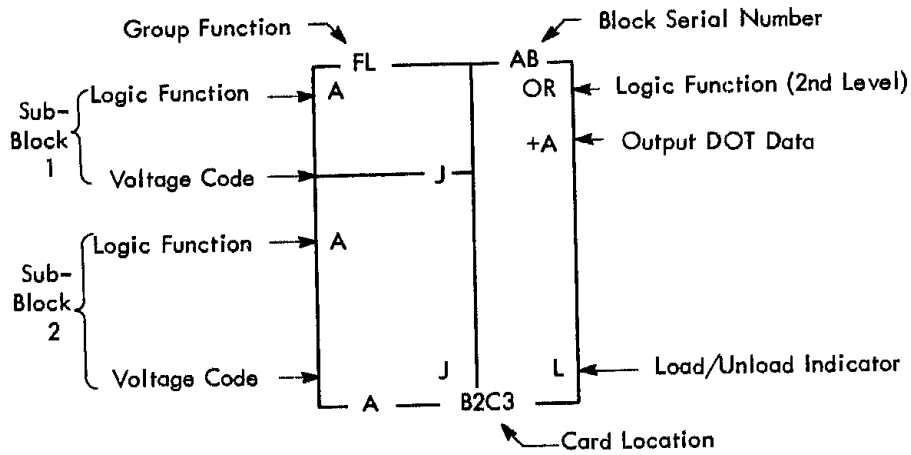 Group Function
Block Serial Number
FL
AB
Sub-
Block
1
Logic Function
A
OR
Logic Function (2nd Level)
+A
Output DOT Data
Voltage Code
J
Sub-
Block
2
Logic Function
A
Voltage Code
J
L
Load/Unload Indicator
A
B2C3
Card Location